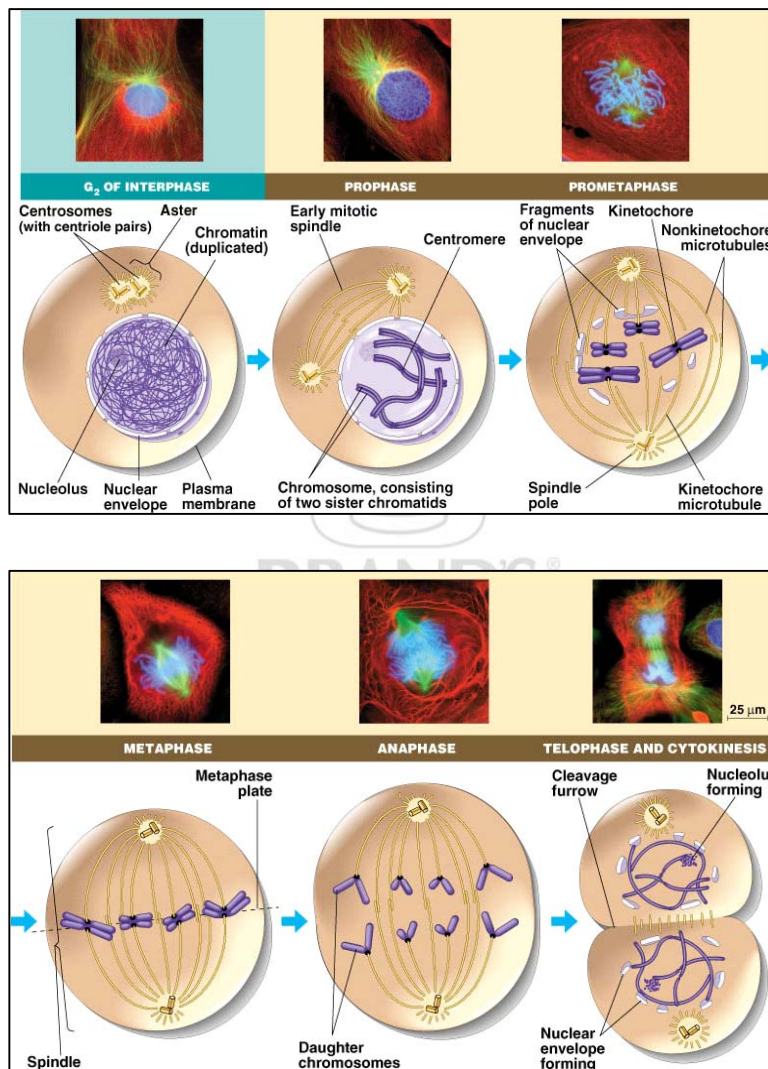 G2 OF INTERPHASE
PROPHASE
PROMETAPHASE
Centrosomes
(with centriole pairs)
Aster
Chromatin
(duplicated)
Early mitotic
spindle
Centromere
Fragments
of nuclear
envelope
Kinetochore
Nonkinetochore
microtubules
Nucleolus
Nuclear
envelope
Plasma
membrane
Chromosome, consisting
of two sister chromatids
Spindle
pole
Kinetochore
microtubule
25 μm
METAPHASE
ANAPHASE
TELOPHASE AND CYTOKINESIS
Metaphase
plate
Cleavage
furrow
Nucleolu
forming
Spindle
Daughter
chromosomes
Nuclear
envelope
forming